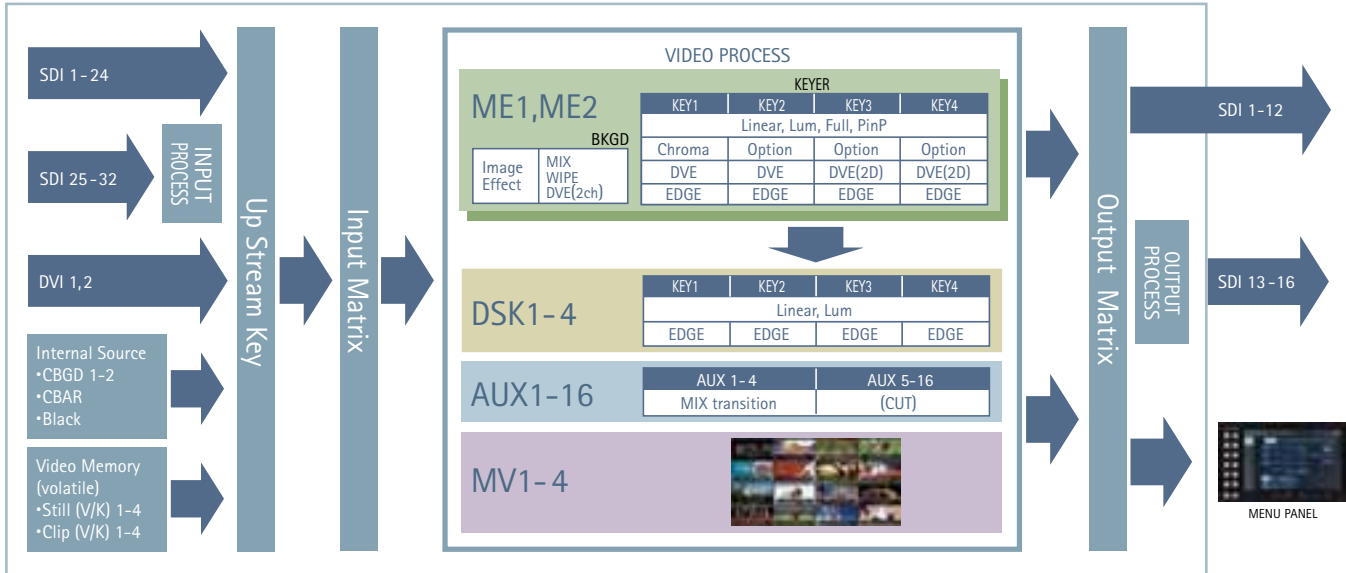 SDI 1-24
SDI 25-32
INPUT
PROCESS
DVI 1,2
Internal Source
•CBGD 1-2
•CBAR
•Black
Video Memory
(volatile)
•Still (V/K) 1-4
•Clip (V/K) 1-4
Up Stream Key
Input Matrix
VIDEO PROCESS
ME1,ME2
BKGD
Image
Effect
MIX
WIPE
DVE(2ch)
KEYER
KEY1 KEY2 KEY3 KEY4
Linear, Lum, Full, PinP
Chroma Option Option Option
DVE DVE DVE(2D) DVE(2D)
EDGE EDGE EDGE EDGE
DSK1-4
KEY1 KEY2 KEY3 KEY4
Linear, Lum
EDGE EDGE EDGE EDGE
AUX1-16
AUX 1-4 AUX 5-16
MIX transition (CUT)
MV1-4
Output Matrix
SDI 1-12
OUTPUT
PROCESS
SDI 13-16
MENU PANEL